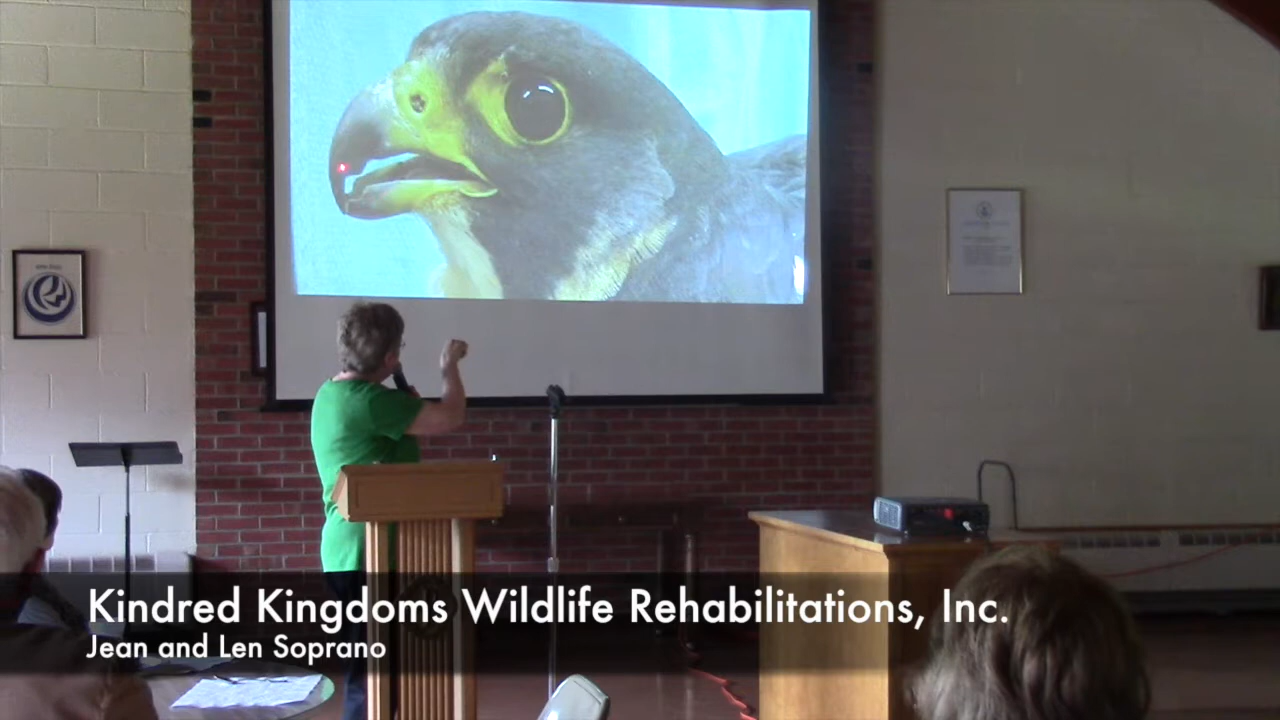 Kindred Kingdoms Wildlife Rehabilitations, Inc.
Jean and Len Soprano